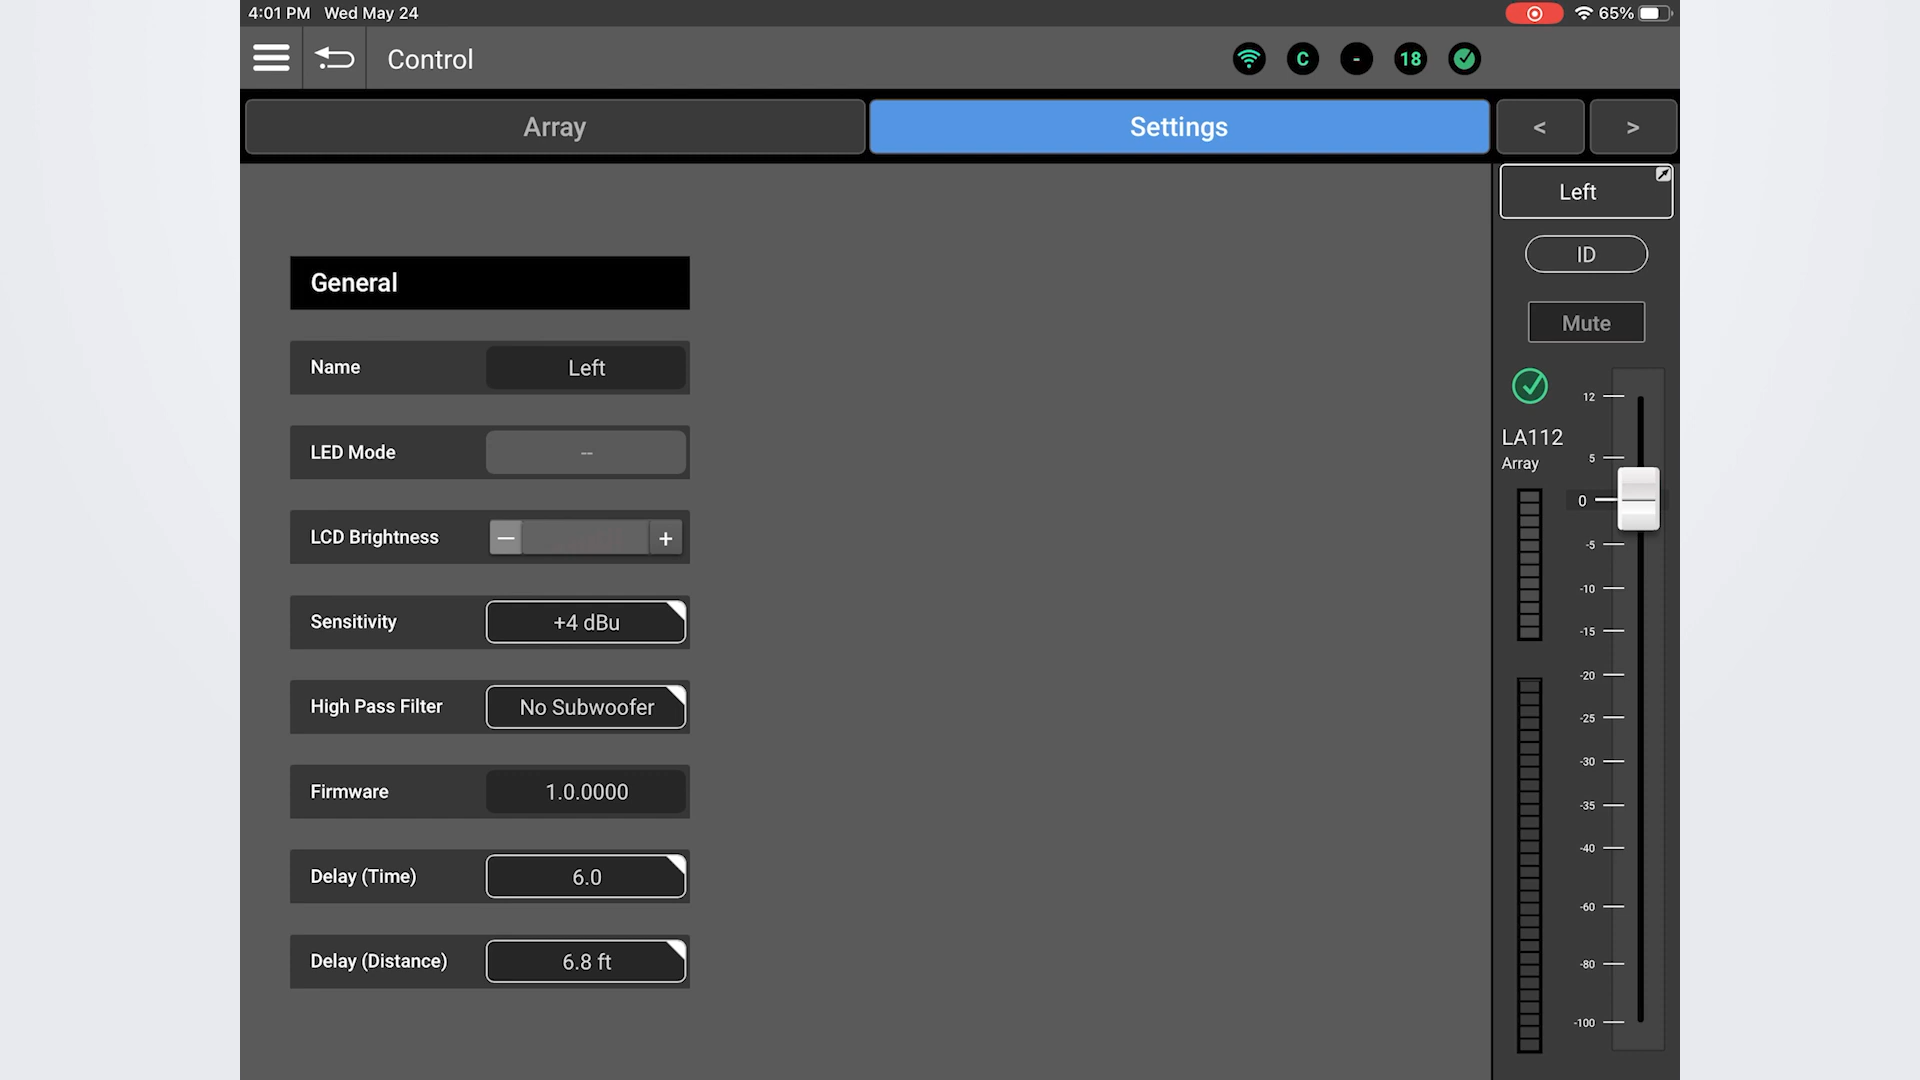 4:01 PM Wed May 24
65%
Control
C
-
18
Array
Settings
<
>
Left
ID
Mute
LA112
Array
12
5
0
-5
-10
-15
-20
-25
-30
-35
-40
-60
-80
-100
General
Name Left
LED Mode --
LCD Brightness — +
Sensitivity +4 dBu
High Pass Filter No Subwoofer
Firmware 1.0.0000
Delay (Time) 6.0
Delay (Distance) 6.8 ft